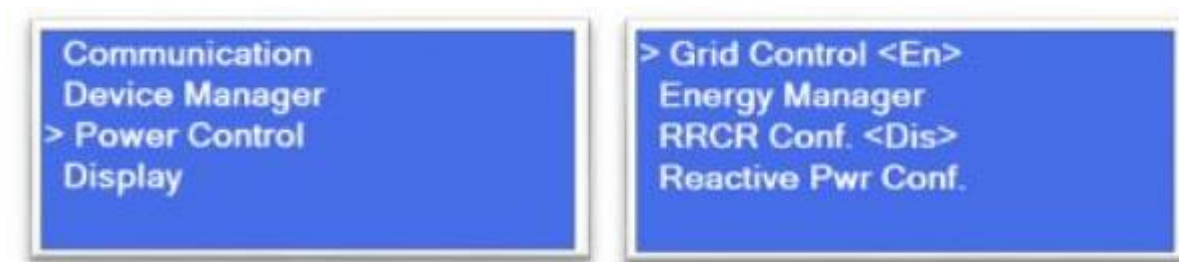 Communication
Device Manager
> Power Control
Display
> Grid Control <En>
Energy Manager
RRCR Conf. <Dis>
Reactive Pwr Conf.